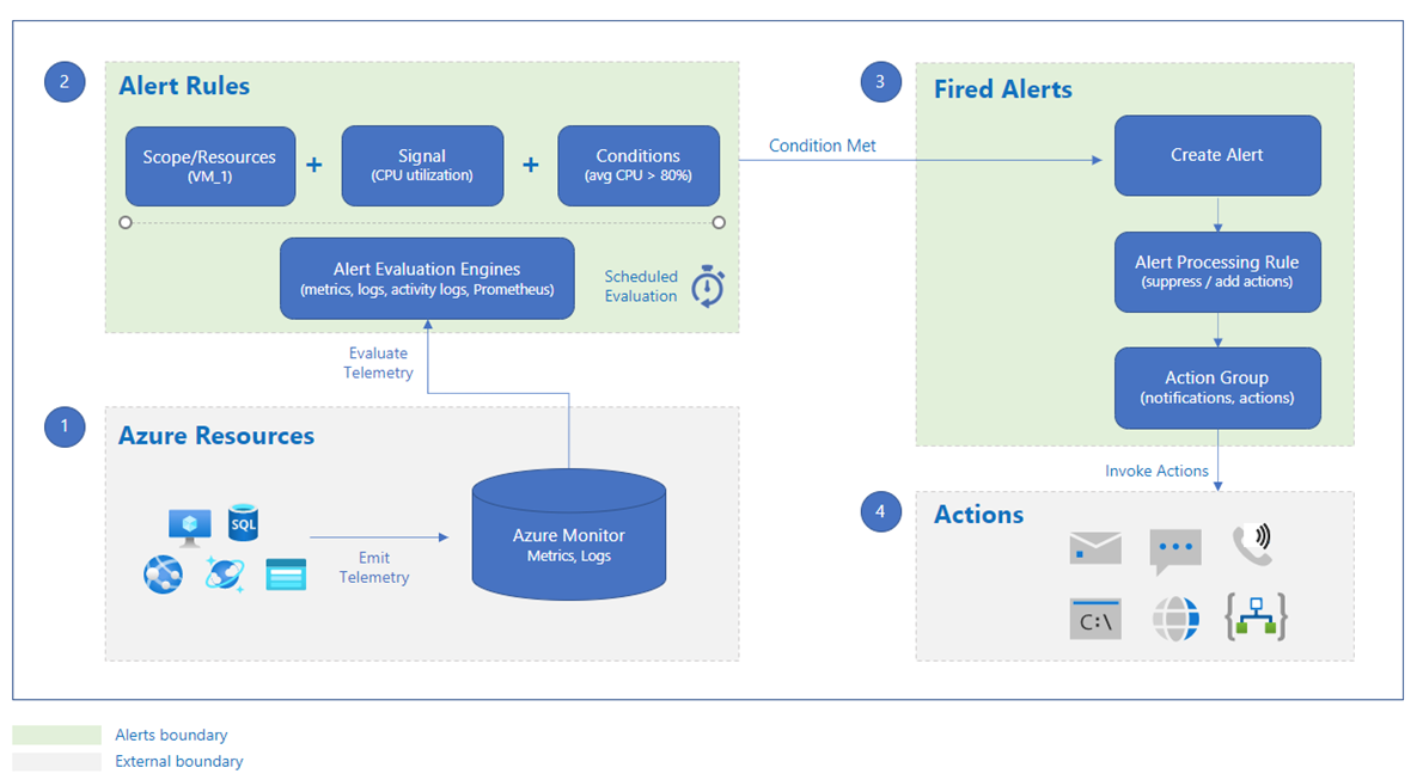 2
Alert Rules
Scope/Resources
(VM_1)
+
Signal
(CPU utilization)
+
Conditions
(avg CPU > 80%)
Alert Evaluation Engines
(metrics, logs, activity logs, Prometheus)
Scheduled
Evaluation
Condition Met
3
Fired Alerts
Create Alert
Alert Processing Rule
(suppress / add actions)
Action Group
(notifications, actions)
Evaluate
Telemetry
1
Azure Resources
SQL
Emit
Telemetry
Azure Monitor
Metrics, Logs
Invoke Actions
4
Actions
C:\
Alerts boundary
External boundary